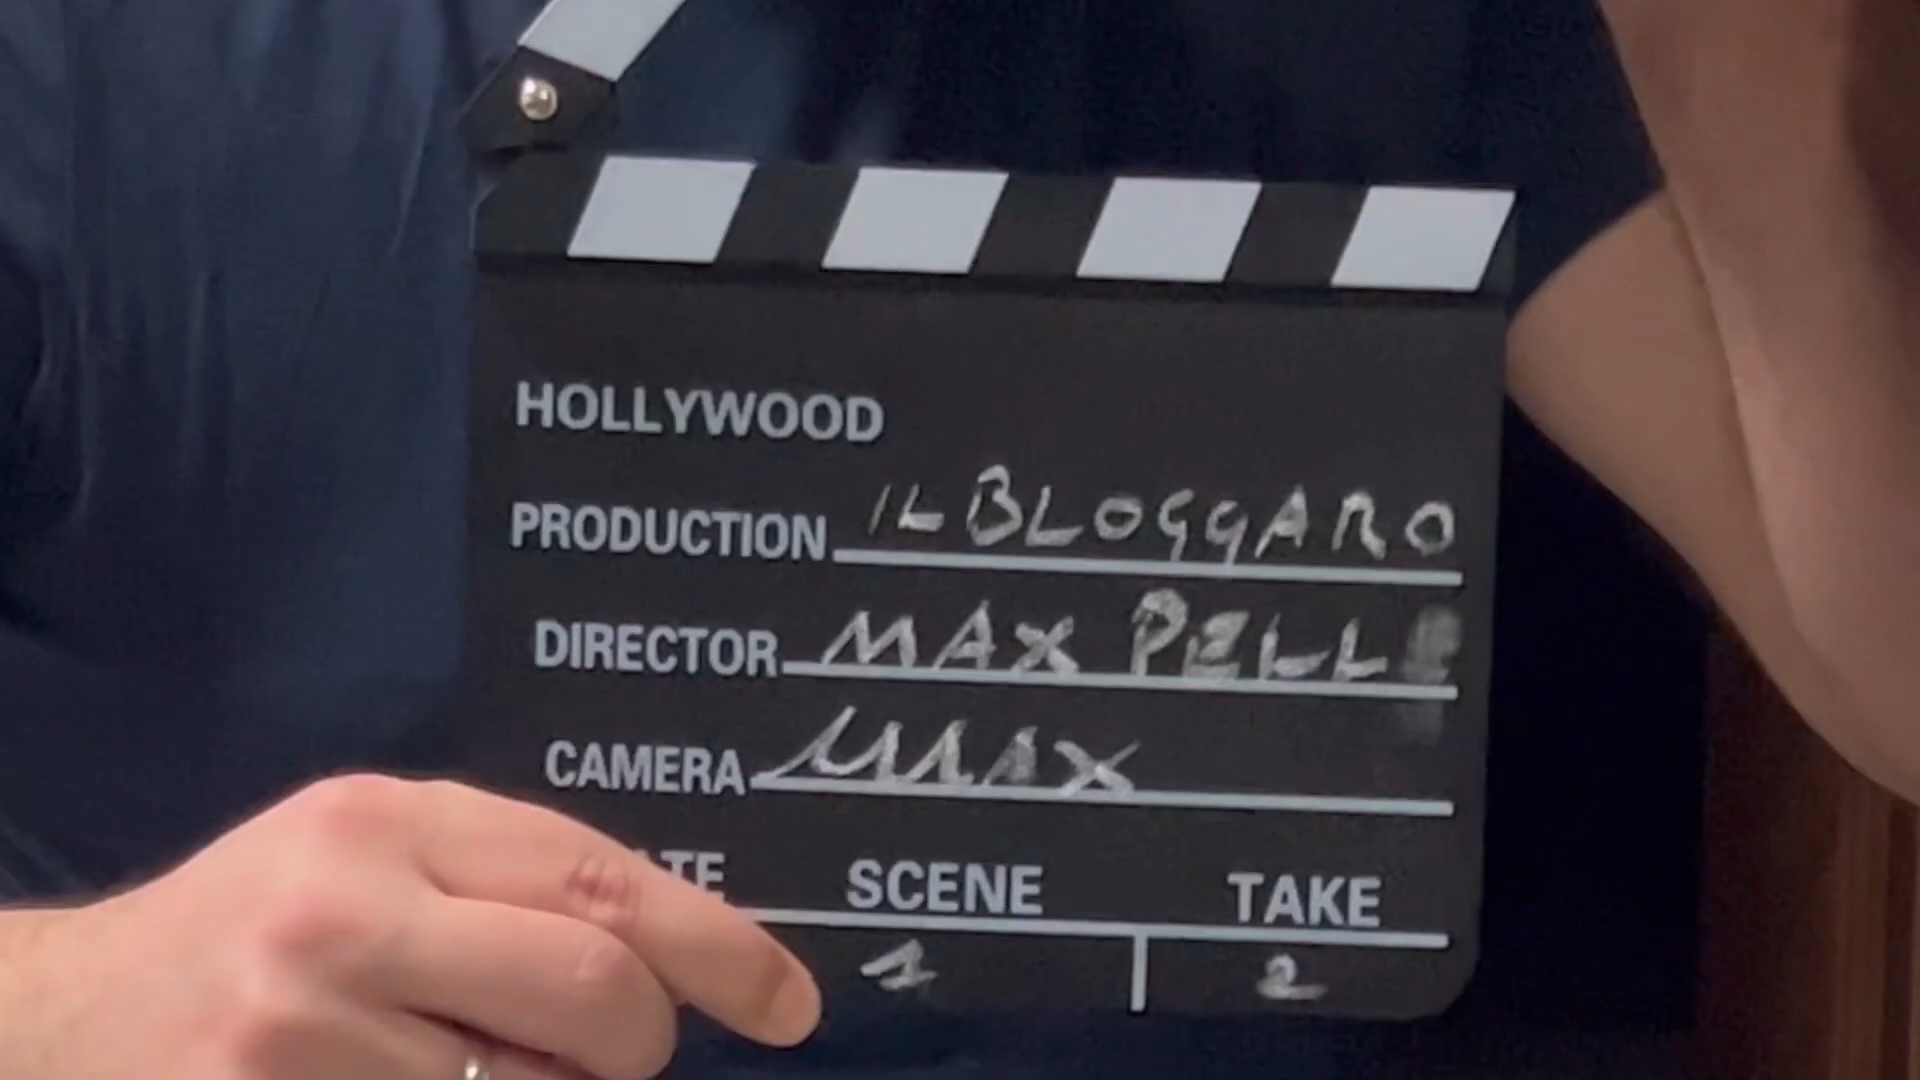 HOLLYWOOD
PRODUCTION IL BLOGGARO
DIRECTOR MAX PELL
CAMERA MAX
SCENE TAKE
1 2